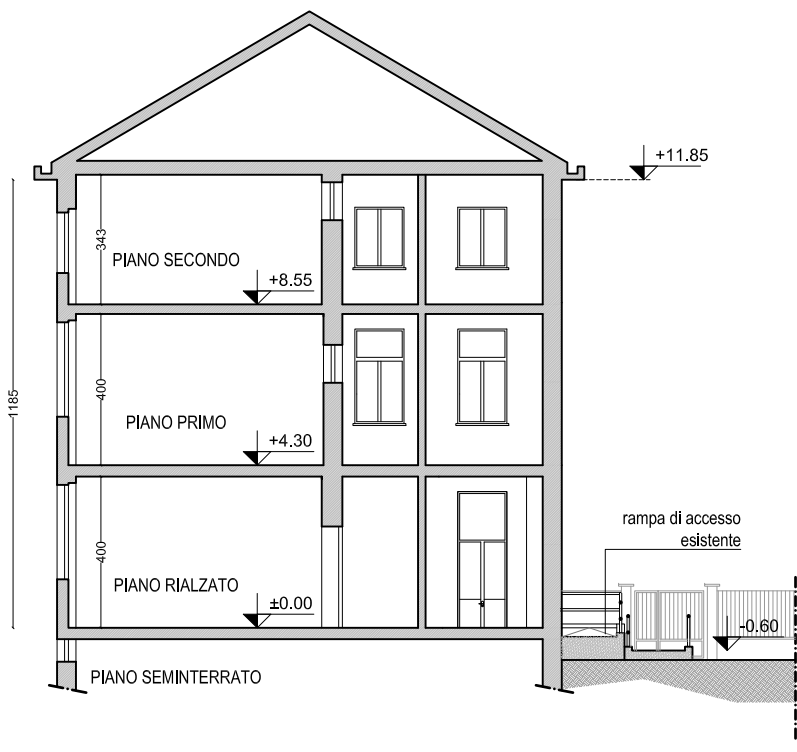 +11.85
343
PIANO SECONDO
+8.55
1185
400
PIANO PRIMO
+4.30
rampa di accesso
esistente
400
PIANO RIALZATO
±0.00
-0.60
PIANO SEMINTERRATO